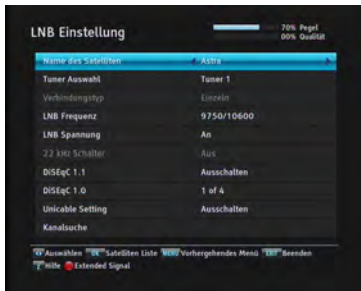 LNB Einstellung
70% Pegel
00% Qualität
Name des Satelliten Astra
Tuner Auswahl Tuner 1
Verbindungstyp Einzeln
LNB Frequenz 9750/10600
LNB Spannung An
22 kHz Schalter Aus
DiSEqC 1.1 Ausschalten
DiSEqC 1.0 1 of 4
Unicable Setting Ausschalten
Kanalsuche
Auswählen OK Satelliten Liste MENU Vorhergehendes Menü EXIT Beenden
Hilfe Extended Signal